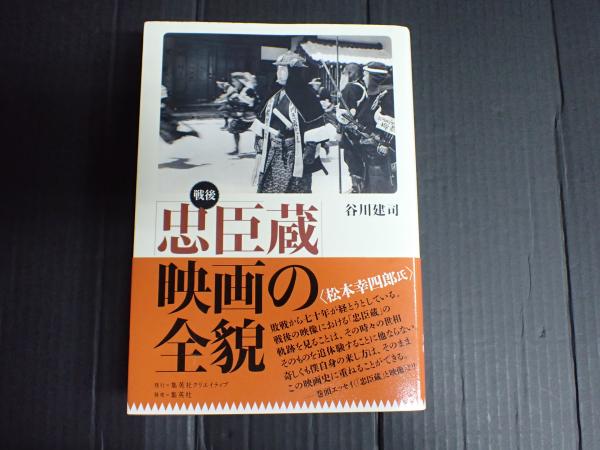 戦後
「忠臣蔵」
映画の
全貌
谷川建司
〈松本幸四郎氏〉
敗戦から七十年が経とうとしている。
戦後の映像における「忠臣蔵」の
軌跡を見ることは、その時々の世相
そのものを追体験することに他ならない。
奇しくも僕自身の来し方は、そのまま
この映画史に重ねることができる。
巻頭エッセイ「「忠臣蔵」と映像」より
発行=集英社クリエイティブ
発売=集英社